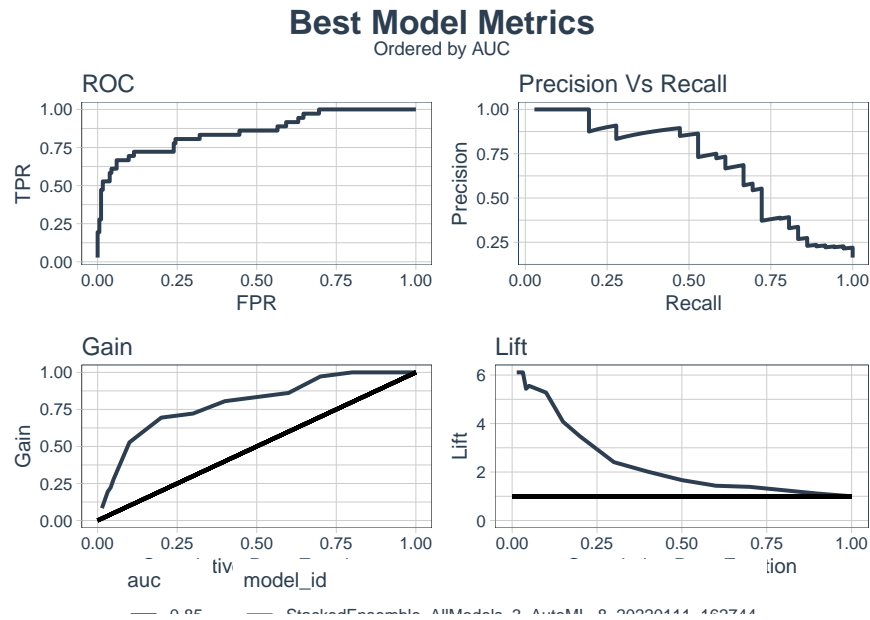 Best Model Metrics
Ordered by AUC
ROC
Precision Vs Recall
1.00
0.75
0.50
0.25
0.00
TPR
0.00 0.25 0.50 0.75 1.00
FPR
1.00
0.75
0.50
0.25
Precision
0.00 0.25 0.50 0.75 1.00
Recall
Gain
Lift
1.00
0.75
0.50
0.25
0.00
Gain
0.00 0.25 0.50 0.75 1.00
6
4
2
0
Lift
0.00 0.25 0.50 0.75 1.00
auc model_id
0.85 StackedEnsemble_AllModels_3_AutoML_8_20220111_162744